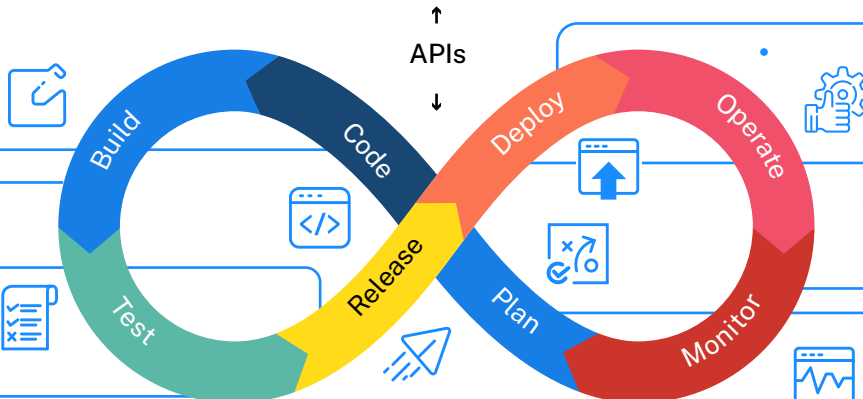 ↑
APIs
↓
Build
Code
Deploy
Operate
Test
Release
Plan
Monitor